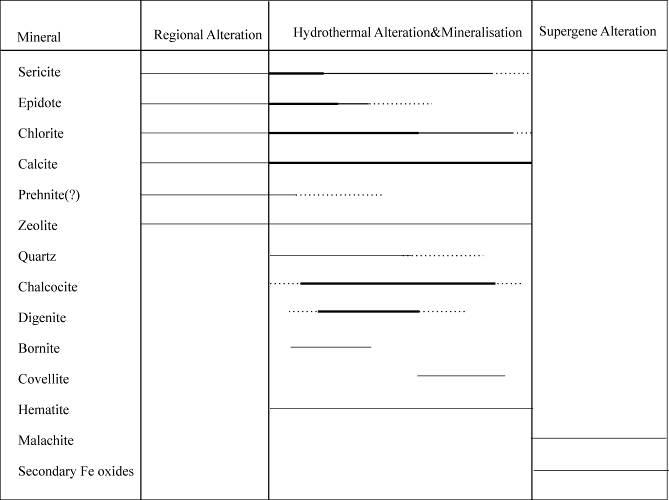 Mineral Regional Alteration Hydrothermal Alteration&Mineralisation Supergene Alteration
Sericite
Epidote
Chlorite
Calcite
Prehnite(?)
Zeolite
Quartz
Chalcocite
Digenite
Bornite
Covellite
Hematite
Malachite
Secondary Fe oxides